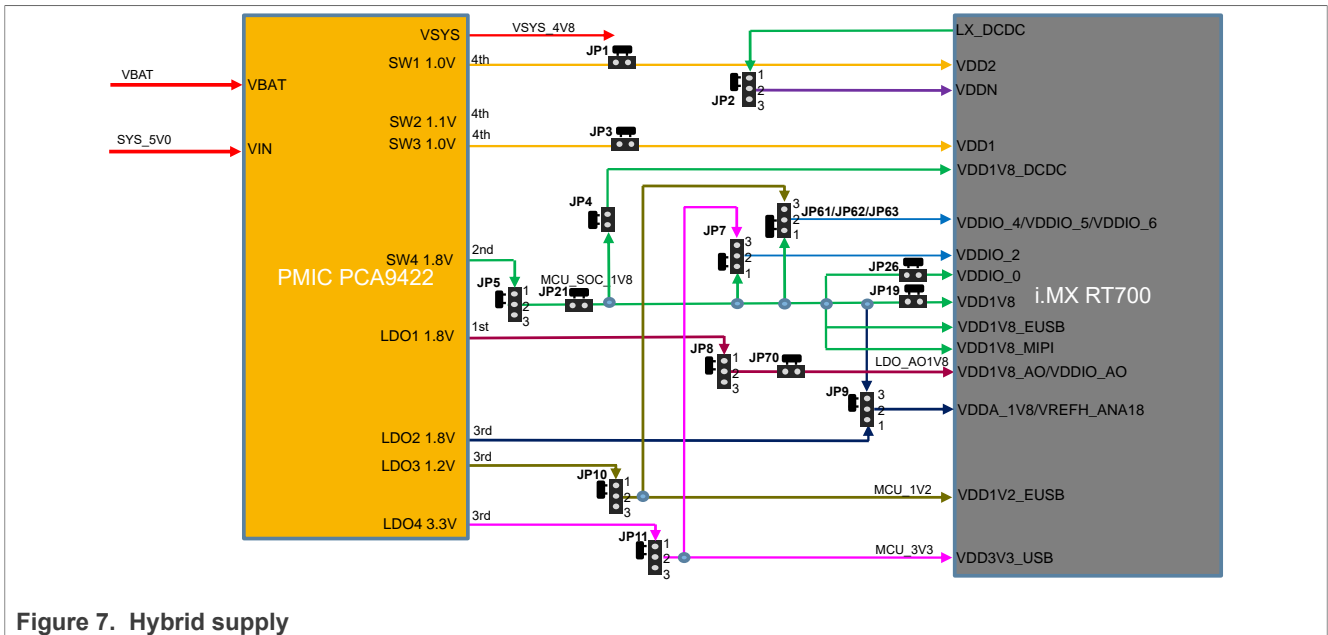 VSYS
VSYS_4V8
LX_DCDC
JP1
SW1 1.0V
4th
VDD2
VBAT
VBAT
1
2
3
JP2
VDDN
SW2 1.1V
4th
SYS_5V0
VIN
SW3 1.0V
4th
JP3
VDD1
VDD1V8_DCDC
JP4
3
2
1
JP61/JP62/JP63
VDDIO_4/VDDIO_5/VDDIO_6
JP7
3
2
1
VDDIO_2
SW4 1.8V
2nd
PMIC PCA9422
JP26
VDDIO_0
JP5
1
2
3
MCU_SOC_1V8
JP21
JP19
VDD1V8
i.MX RT700
LDO1 1.8V
1st
VDD1V8_EUSB
VDD1V8_MIPI
JP8
1
2
3
JP70
LDO_AO1V8
VDD1V8_AO/VDDIO_AO
JP9
3
2
1
VDDA_1V8/VREFH_ANA18
LDO2 1.8V
3rd
LDO3 1.2V
3rd
JP10
1
2
3
MCU_1V2
VDD1V2_EUSB
LDO4 3.3V
3rd
JP11
1
2
3
MCU_3V3
VDD3V3_USB
Figure 7. Hybrid supply